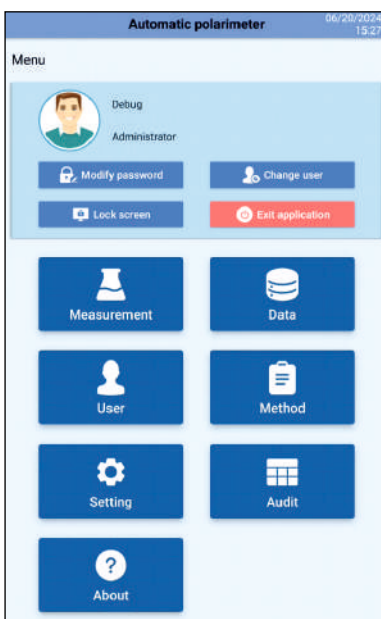 Automatic polarimeter
06/20/2024
15:27
Menu
Debug
Administrator
Modify password
Change user
Lock screen
Exit application
Measurement
Data
User
Method
Setting
Audit
?
About